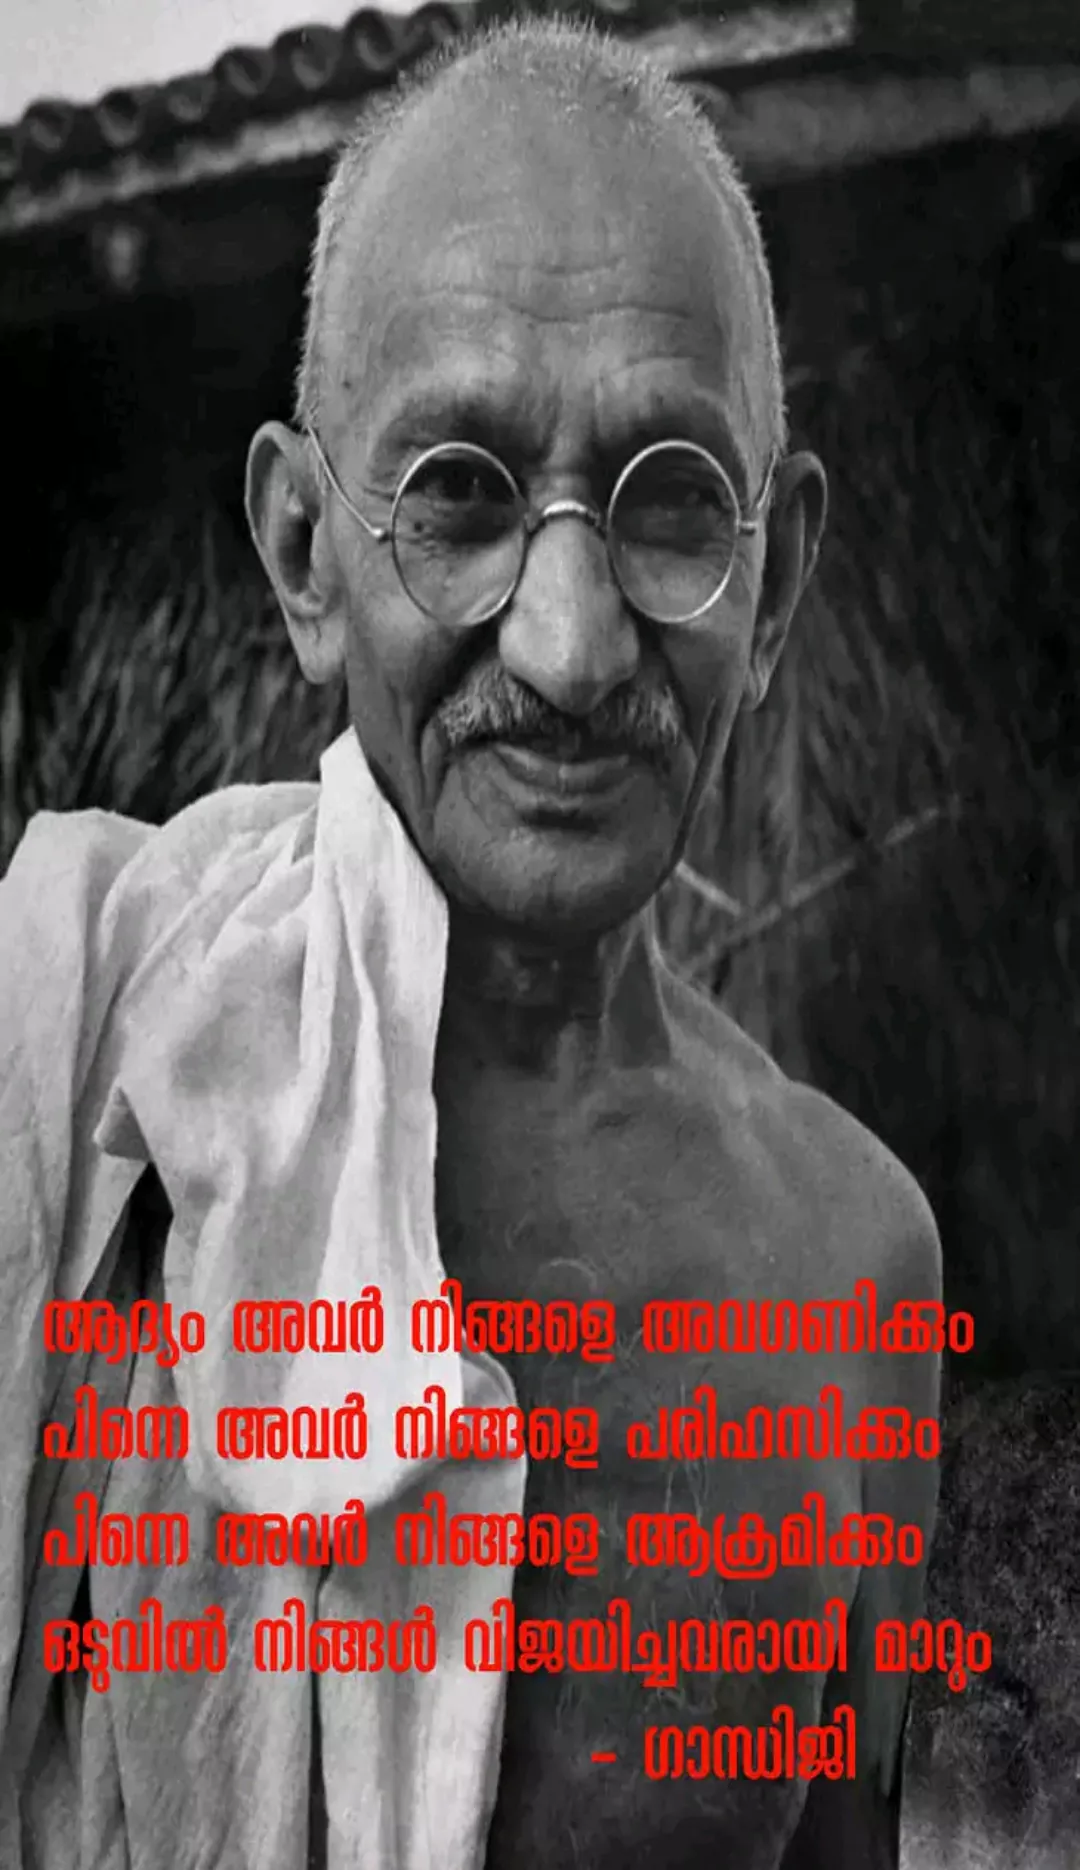 ആദ്യം അവർ നിങ്ങളെ അവഗണിക്കും
പിന്നെ അവർ നിങ്ങളെ പരിഹസിക്കും
പിന്നെ അവർ നിങ്ങളെ ആക്രമിക്കും
ഒടുവിൽ നിങ്ങൾ വിജയിച്ചവരായി മാറും
- ഗാന്ധിജി